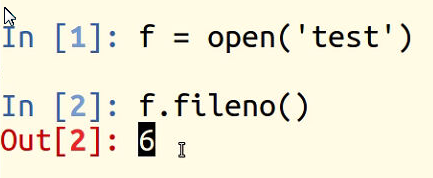 In [1]: f = open('test')
In [2]: f.fileno()
Out[2]: 6